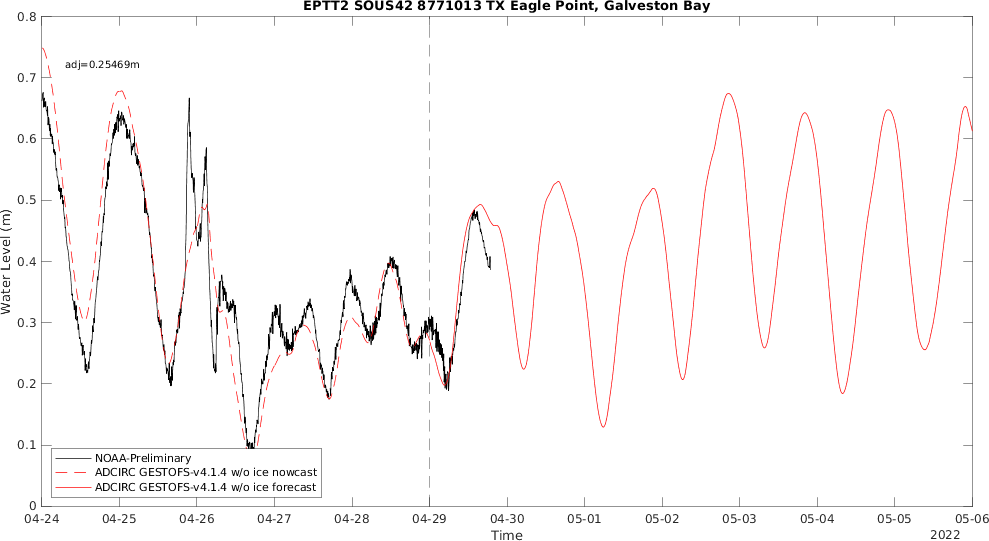 EPTT2 SOUS42 8771013 TX Eagle Point, Galveston Bay
adj=0.25469m
Water Level (m)
0.8
0.7
0.6
0.5
0.4
0.3
0.2
0.1
0
NOAA-Preliminary
ADCIRC GESTOFS-v4.1.4 w/o ice nowcast
ADCIRC GESTOFS-v4.1.4 w/o ice forecast
04-24 04-25 04-26 04-27 04-28 04-29 04-30 05-01 05-02 05-03 05-04 05-05 05-06
Time
2022